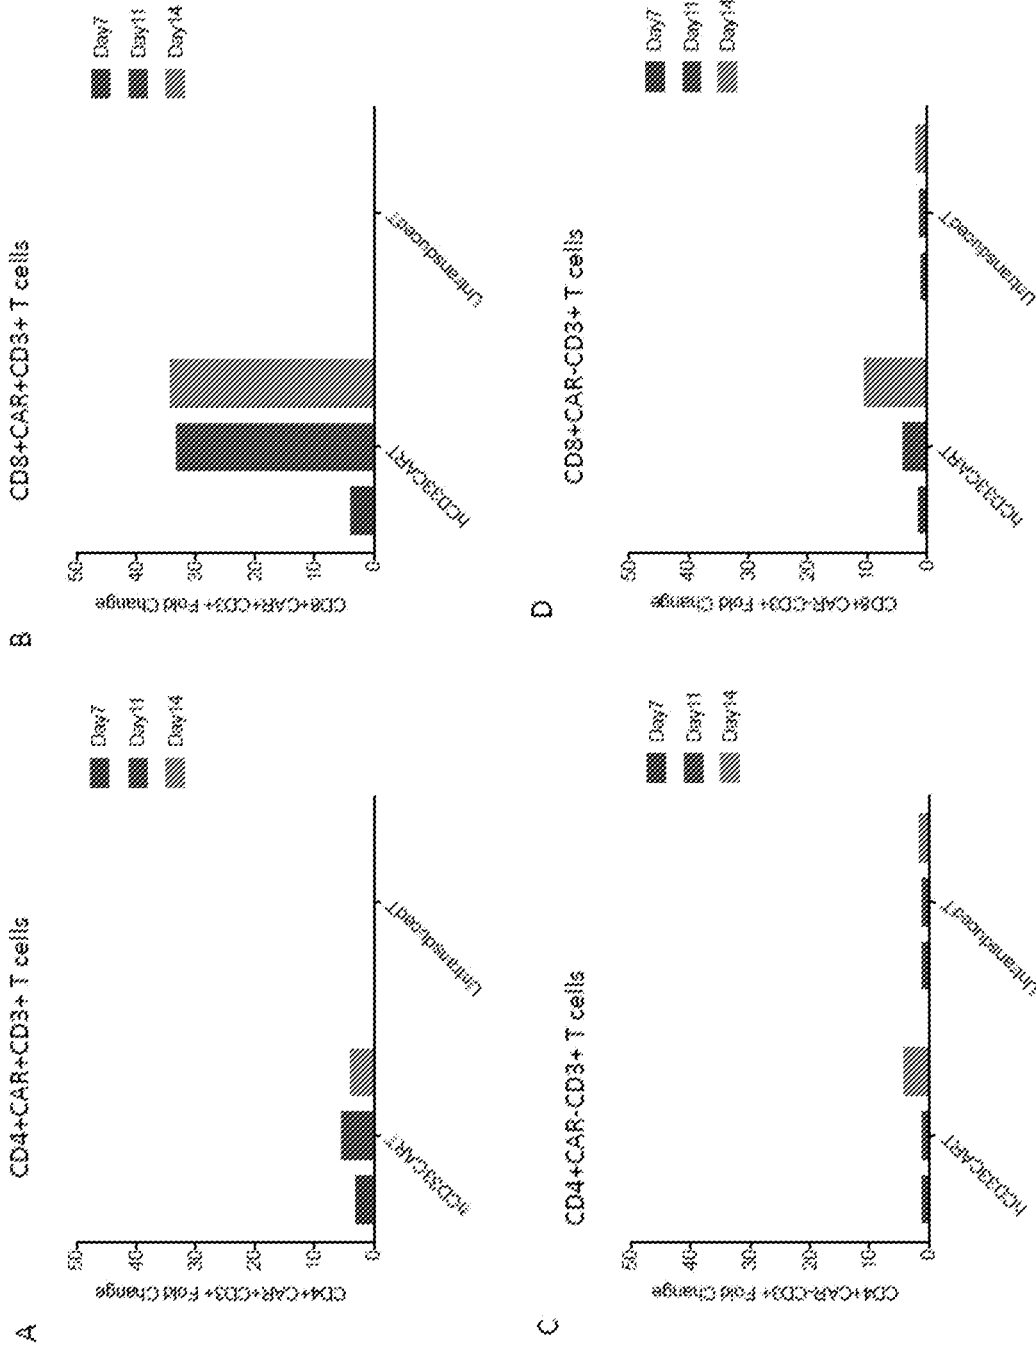 A
CD4+CAR+CD3+ T cells
CD4+CAR+CD3+ Fold Change
50
40
30
20
10
0
hCD33CART
UntransducedT
Day7
Day11
Day14
B
CD8+CAR+CD3+ T cells
CD8+CAR+CD3+ Fold Change
50
40
30
20
10
0
hCD33CART
UntransducedT
Day7
Day11
Day14
C
CD4+CAR-CD3+ T cells
CD4+CAR-CD3+ Fold Change
50
40
30
20
10
0
hCD33CART
UntransducedT
Day7
Day11
Day14
D
CD8+CAR-CD3+ T cells
CD8+CAR-CD3+ Fold Change
50
40
30
20
10
0
hCD33CART
UntransducedT
Day7
Day11
Day14